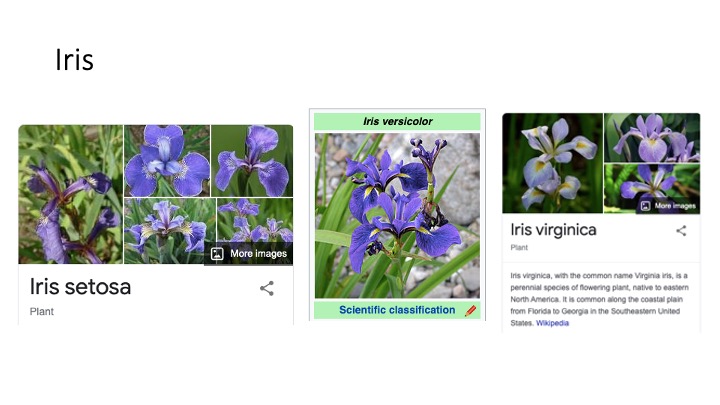 Iris
More images
Iris setosa
Plant
Iris versicolor
Scientific classification
More images
Iris virginica
Plant
Iris virginica, with the common name Virginia iris, is a
perennial species of flowering plant, native to eastern
North America. It is common along the coastal plain
from Florida to Georgia in the Southeastern United
States. Wikipedia